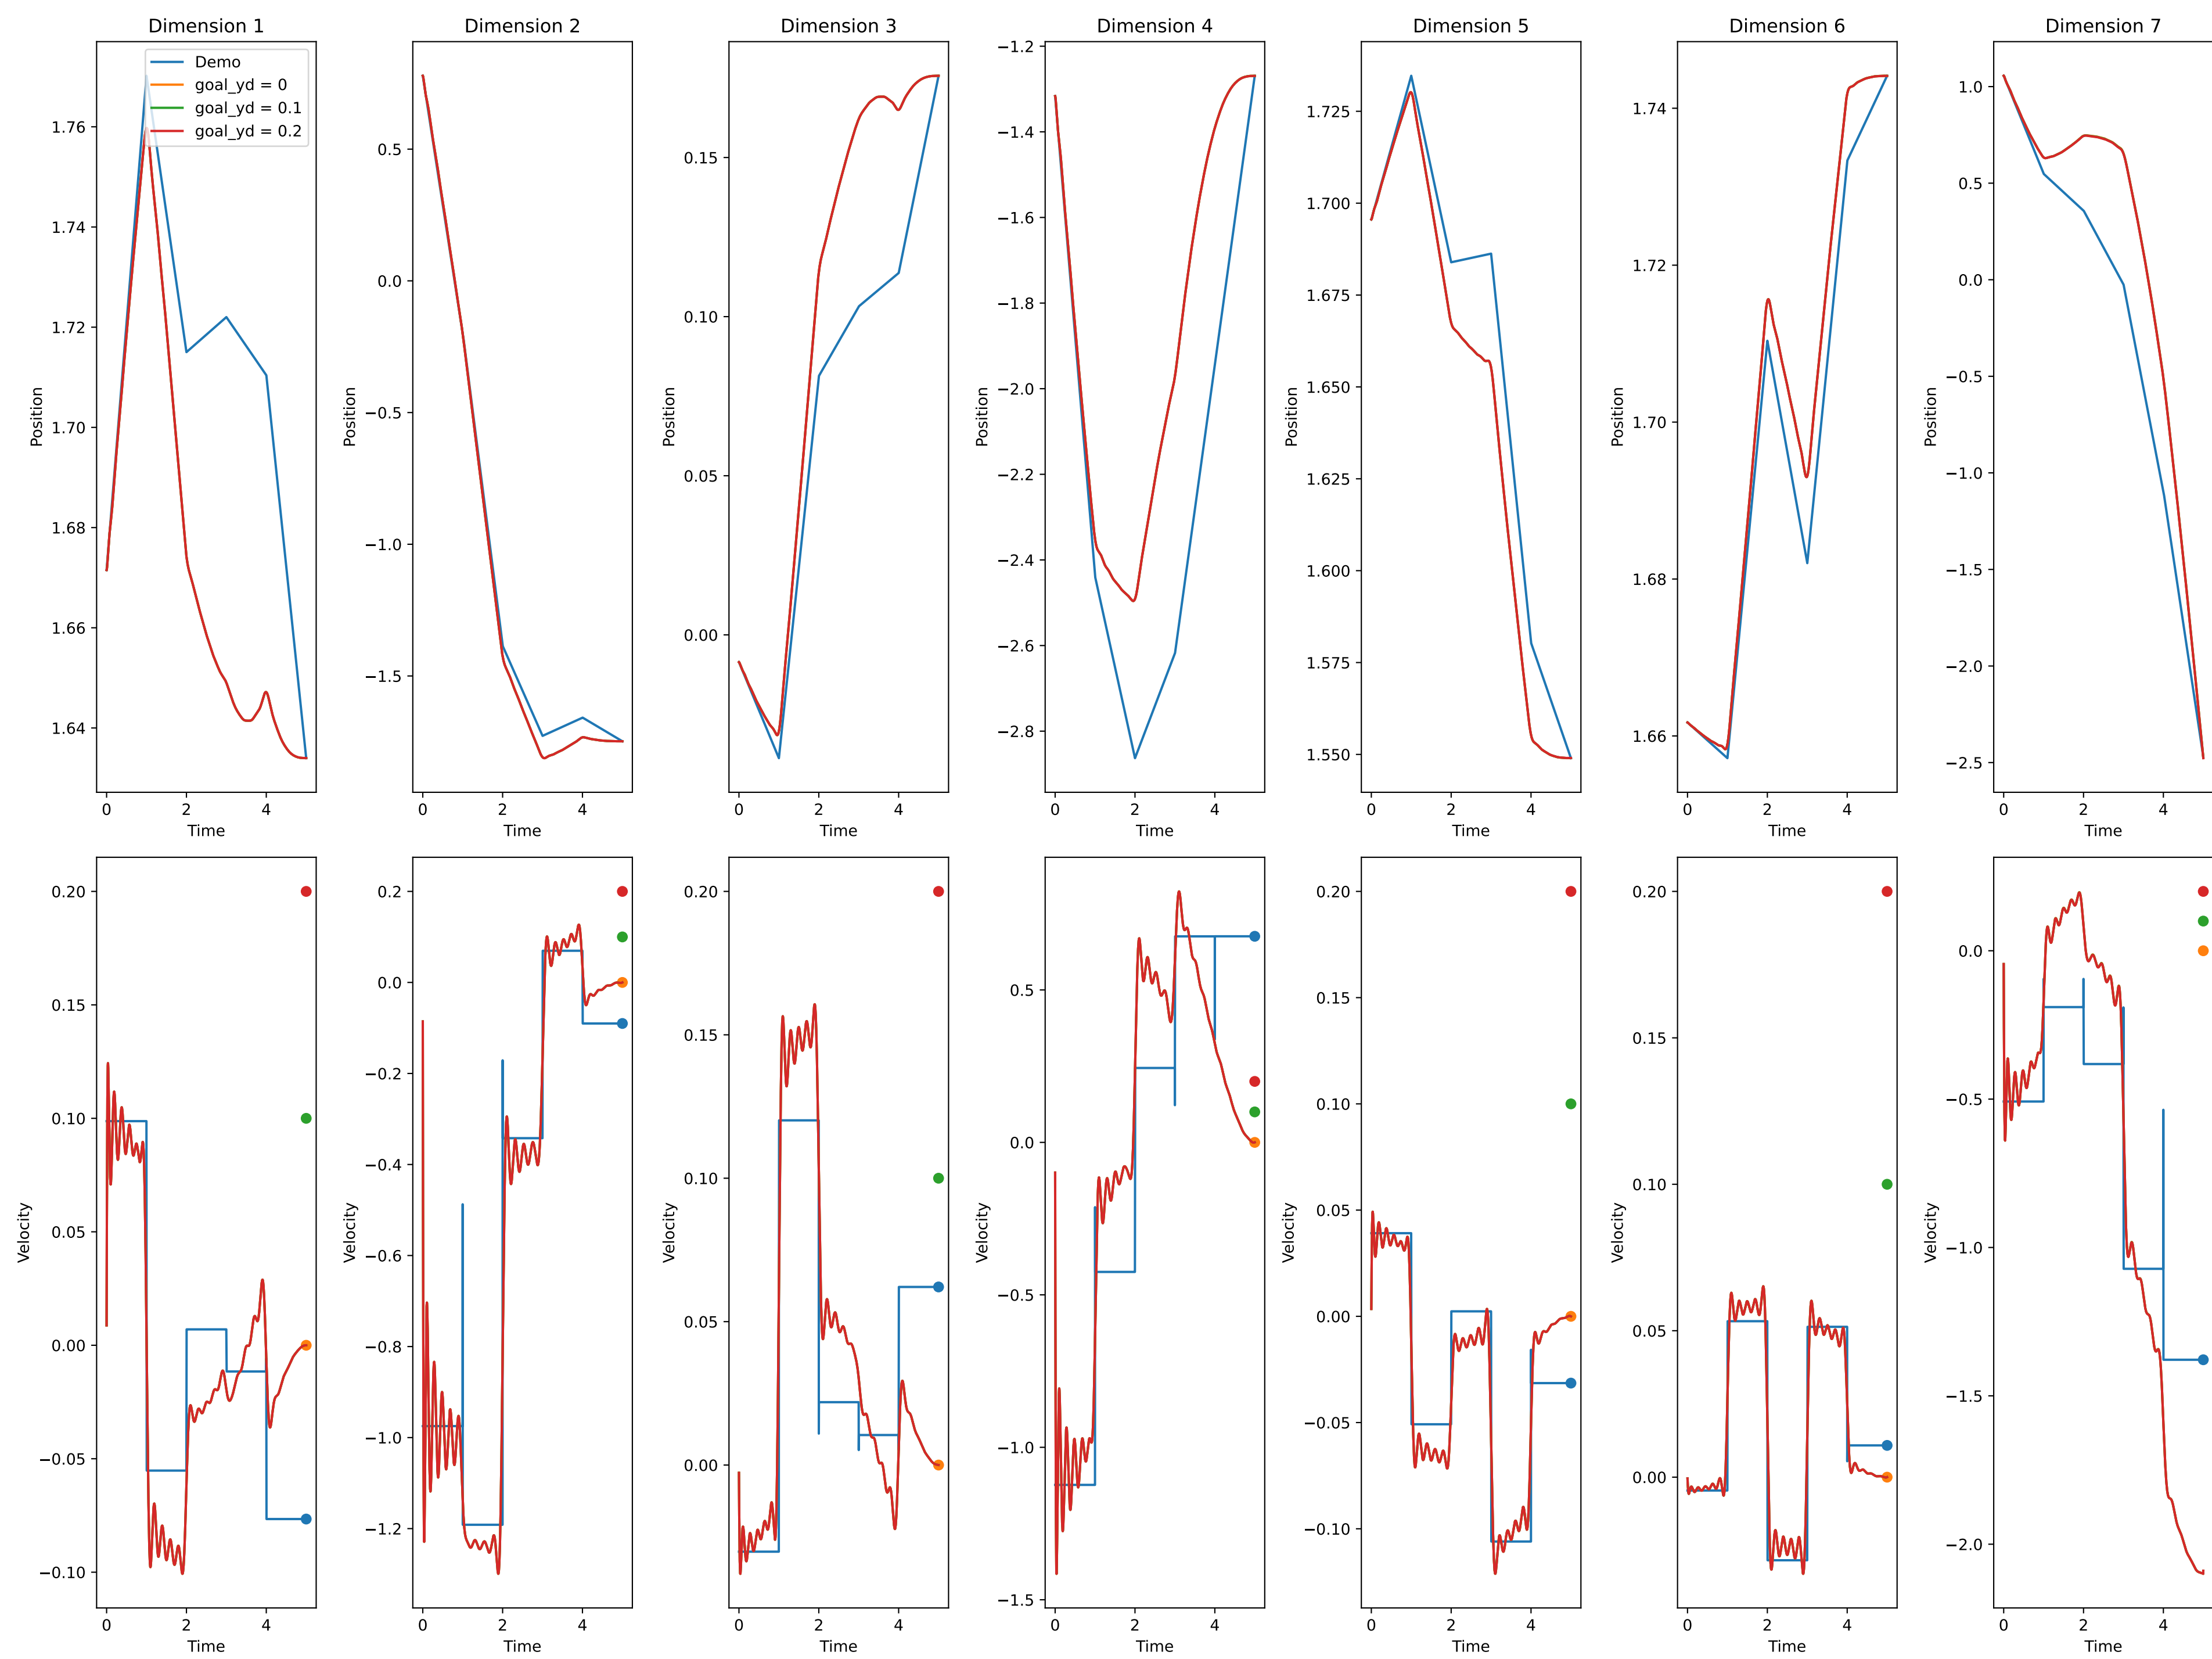 Dimension 1 Dimension 2 Dimension 3 Dimension 4 Dimension 5 Dimension 6 Dimension 7
Demo
goal_yd = 0
goal_yd = 0.1
goal_yd = 0.2
Position
1.76
1.74
1.72
1.70
1.68
1.66
1.64
0 2 4
Time
Position
0.5
0.0
−0.5
−1.0
−1.5
0 2 4
Time
Position
0.15
0.10
0.05
0.00
0 2 4
Time
Position
−1.2
−1.4
−1.6
−1.8
−2.0
−2.2
−2.4
−2.6
−2.8
0 2 4
Time
Position
1.725
1.700
1.675
1.650
1.625
1.600
1.575
1.550
0 2 4
Time
Position
1.74
1.72
1.70
1.68
1.66
0 2 4
Time
Position
1.0
0.5
0.0
−0.5
−1.0
−1.5
−2.0
−2.5
0 2 4
Time
Velocity
0.20
0.15
0.10
0.05
0.00
−0.05
−0.10
0 2 4
Time
Velocity
0.2
0.0
−0.2
−0.4
−0.6
−0.8
−1.0
−1.2
0 2 4
Time
Velocity
0.20
0.15
0.10
0.05
0.00
0 2 4
Time
Velocity
0.5
0.0
−0.5
−1.0
−1.5
0 2 4
Time
Velocity
0.20
0.15
0.10
0.05
0.00
−0.05
−0.10
0 2 4
Time
Velocity
0.20
0.15
0.10
0.05
0.00
0 2 4
Time
Velocity
0.0
−0.5
−1.0
−1.5
−2.0
0 2 4
Time